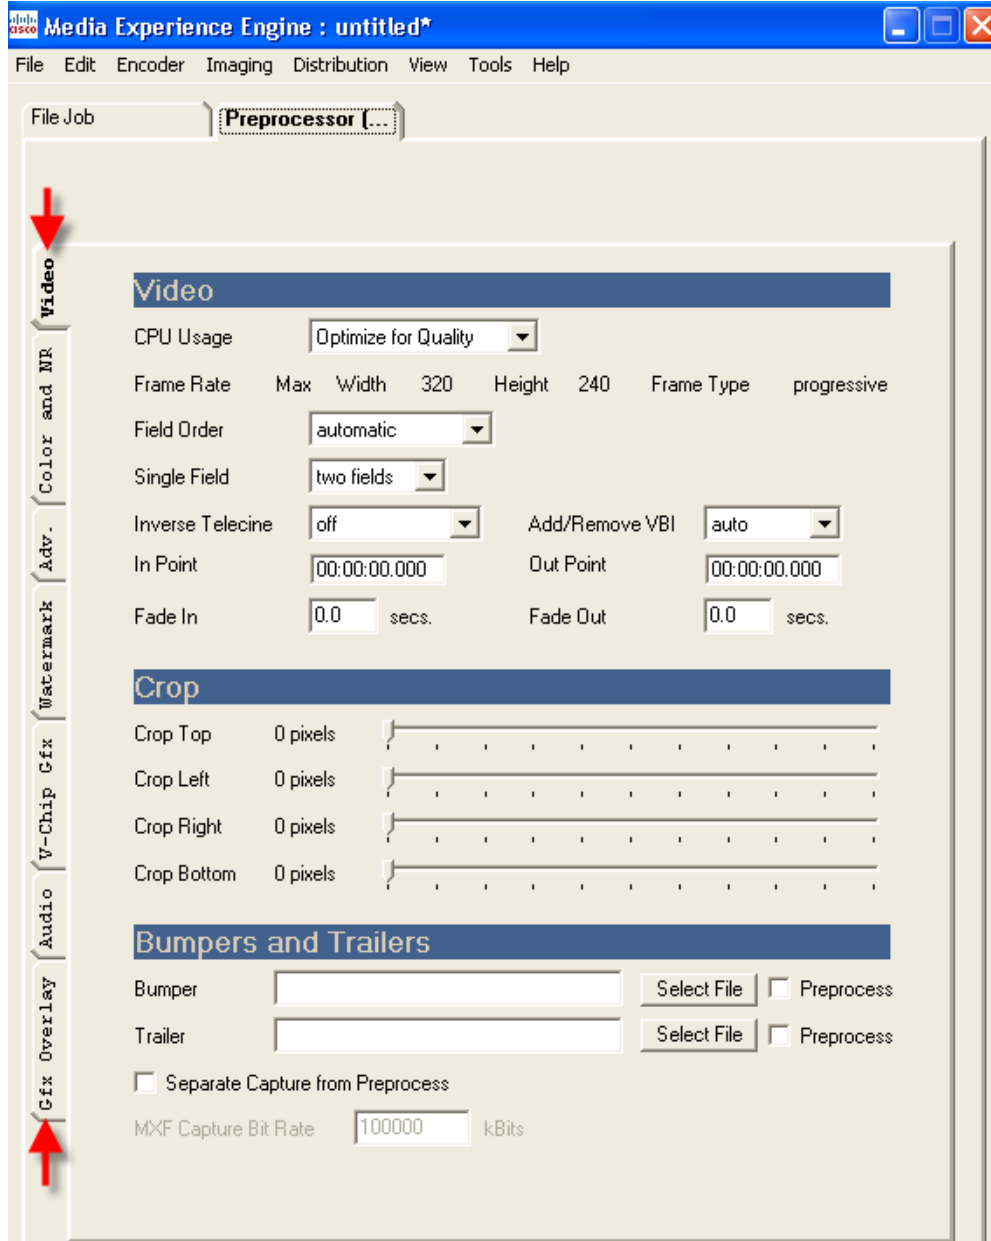 cisco Media Experience Engine : untitled*
File Edit Encoder Imaging Distribution View Tools Help
File Job Preprocessor (...
Video
Color and NR
Adv.
Watermark
V-Chip Gfx
Audio
Gfx Overlay
Video
CPU Usage Optimize for Quality
Frame Rate Max Width 320 Height 240 Frame Type progressive
Field Order automatic
Single Field two fields
Inverse Telecine off Add/Remove VBI auto
In Point 00:00:00.000 Out Point 00:00:00.000
Fade In 0.0 secs. Fade Out 0.0 secs.
Crop
Crop Top 0 pixels
Crop Left 0 pixels
Crop Right 0 pixels
Crop Bottom 0 pixels
Bumpers and Trailers
Bumper Select File Preprocess
Trailer Select File Preprocess
Separate Capture from Preprocess
MXF Capture Bit Rate 100000 kBits